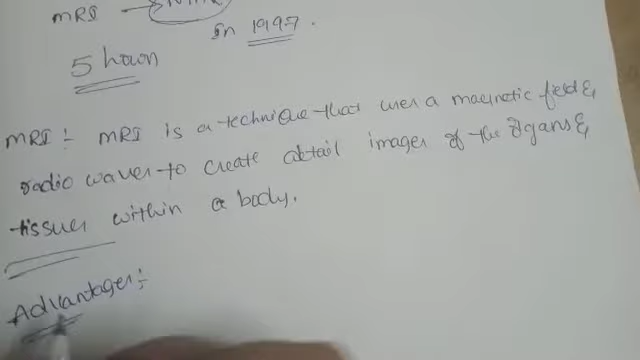 MRI →
In 1997.
5 hours
MRI :- MRI is a technique that uses a magnetic field &
radio waves to create detail images of the organs &
tissues within a body.
Advantages :-